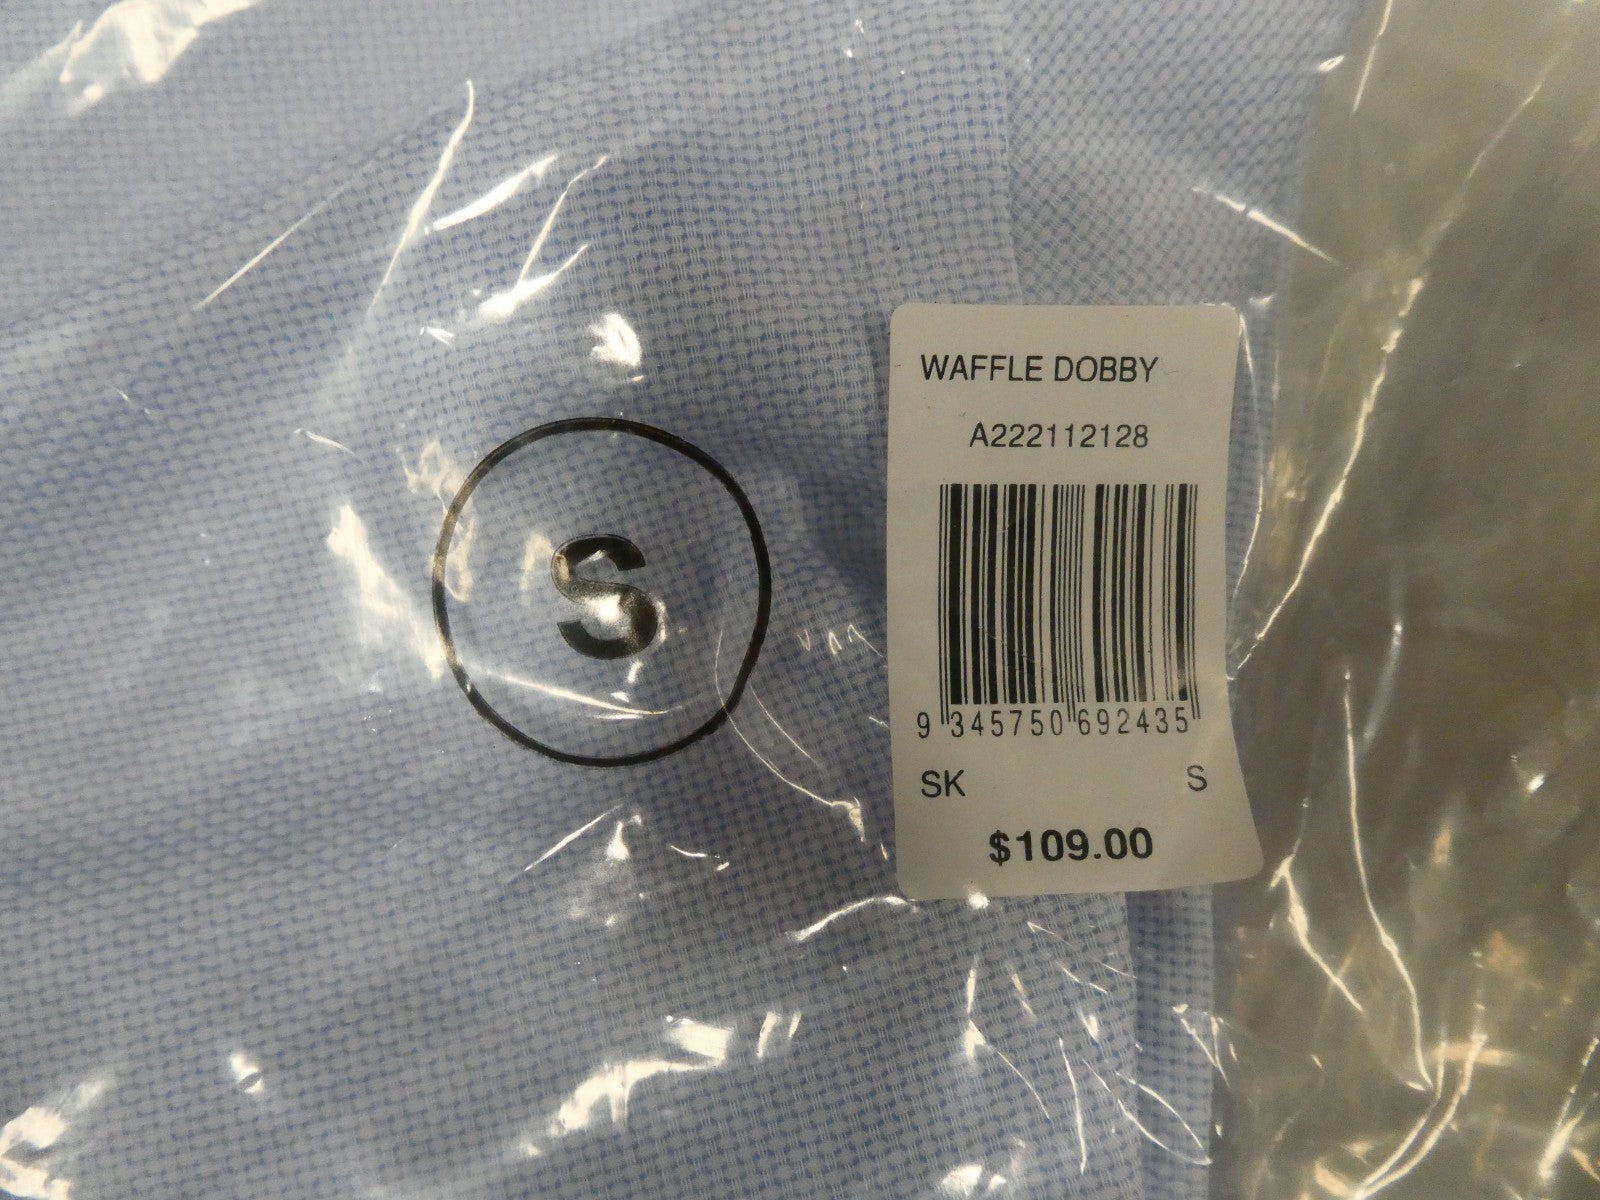 S
WAFFLE DOBBY
A222112128
9 345750 692435
SK S
$109.00